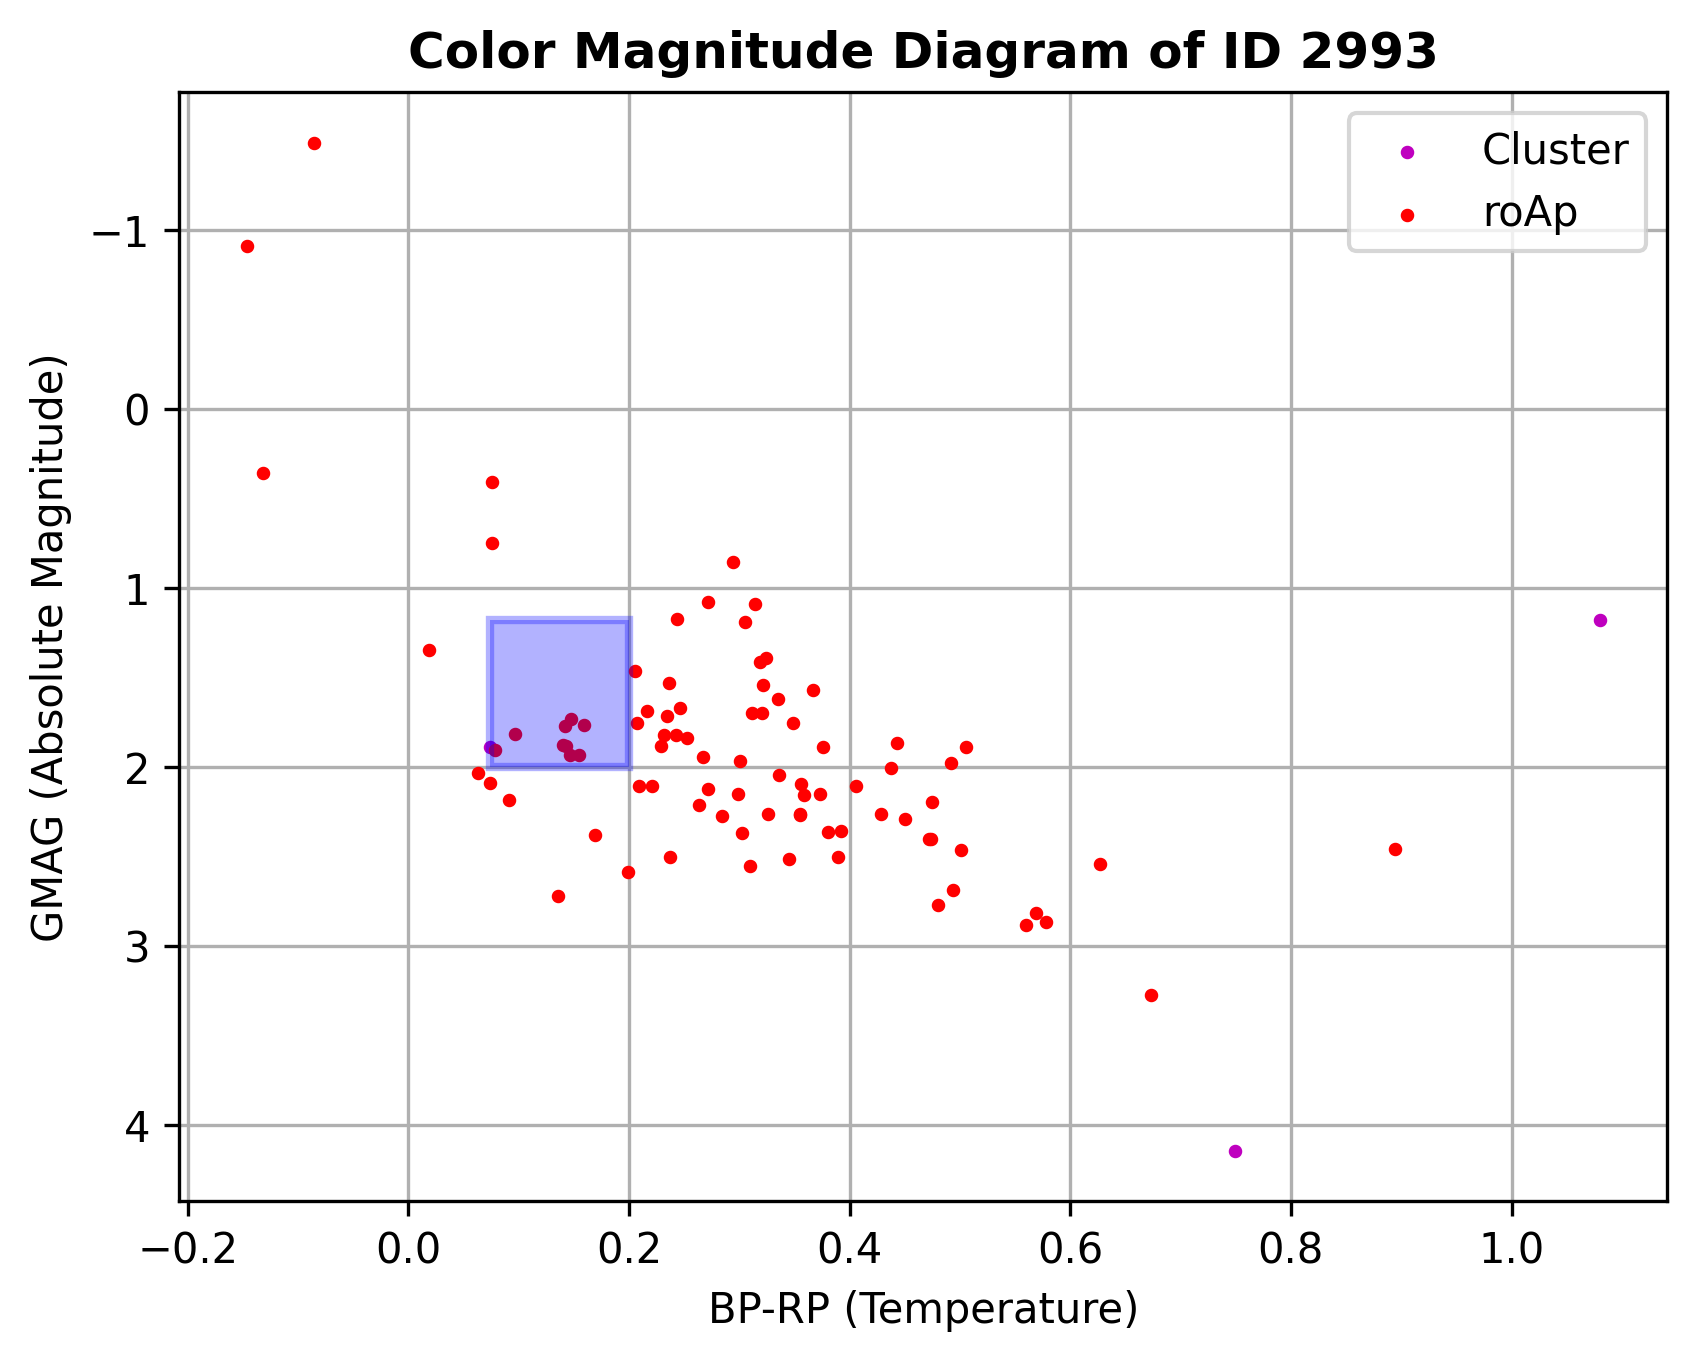 Color Magnitude Diagram of ID 2993
Cluster
roAp
GMAG (Absolute Magnitude)
−1
0
1
2
3
4
−0.2 0.0 0.2 0.4 0.6 0.8 1.0
BP-RP (Temperature)